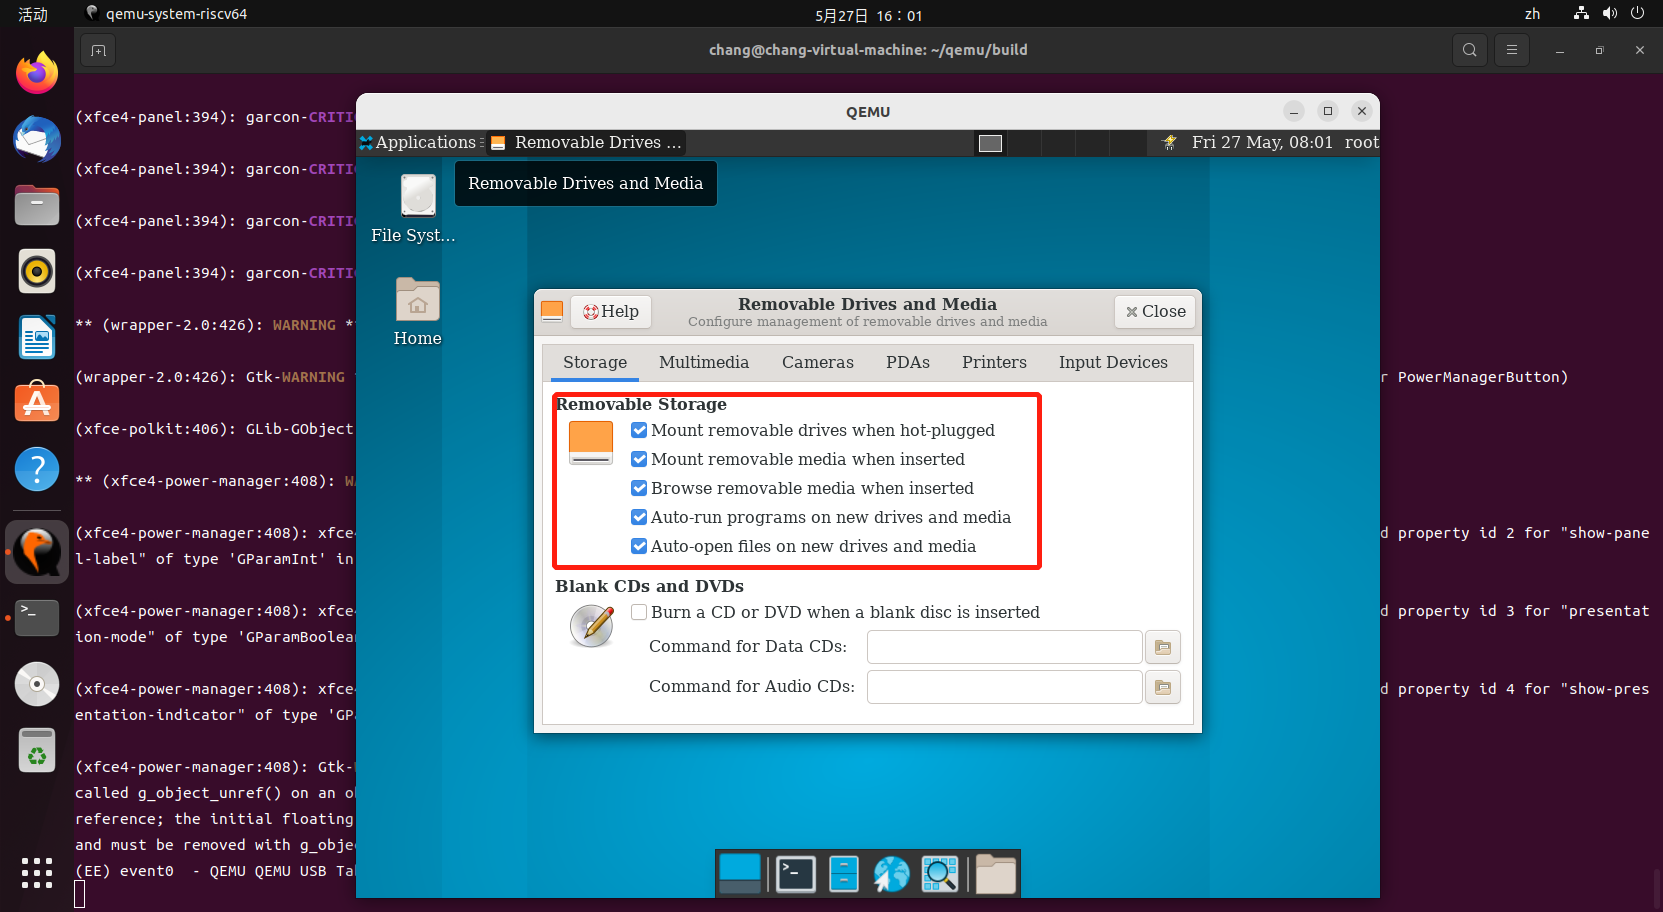 活动 qemu-system-riscv64 5月27日 16：01 zh
chang@chang-virtual-machine: ~/qemu/build
QEMU
(xfce4-panel:394): garcon-CRITI
Applications Removable Drives ... Fri 27 May, 08:01 root
(xfce4-panel:394): garcon-CRITI
Removable Drives and Media
(xfce4-panel:394): garcon-CRITI
File Syst...
(xfce4-panel:394): garcon-CRITI
Home
** (wrapper-2.0:426): WARNING *
(wrapper-2.0:426): Gtk-WARNING
r PowerManagerButton)
(xfce-polkit:406): GLib-GObject
** (xfce4-power-manager:408): WA
(xfce4-power-manager:408): xfce
d property id 2 for "show-pane
l-label" of type 'GParamInt' in
(xfce4-power-manager:408): xfce
d property id 3 for "presentat
ion-mode" of type 'GParamBoolean
(xfce4-power-manager:408): xfce
d property id 4 for "show-pres
entation-indicator" of type 'GPa
(xfce4-power-manager:408): Gtk-
called g_object_unref() on an ob
reference; the initial floating
and must be removed with g_obje
(EE) event0 - QEMU QEMU USB Tab
Help
Removable Drives and Media
Configure management of removable drives and media
Close
Storage Multimedia Cameras PDAs Printers Input Devices
Removable Storage
Mount removable drives when hot-plugged
Mount removable media when inserted
Browse removable media when inserted
Auto-run programs on new drives and media
Auto-open files on new drives and media
Blank CDs and DVDs
Burn a CD or DVD when a blank disc is inserted
Command for Data CDs:
Command for Audio CDs: